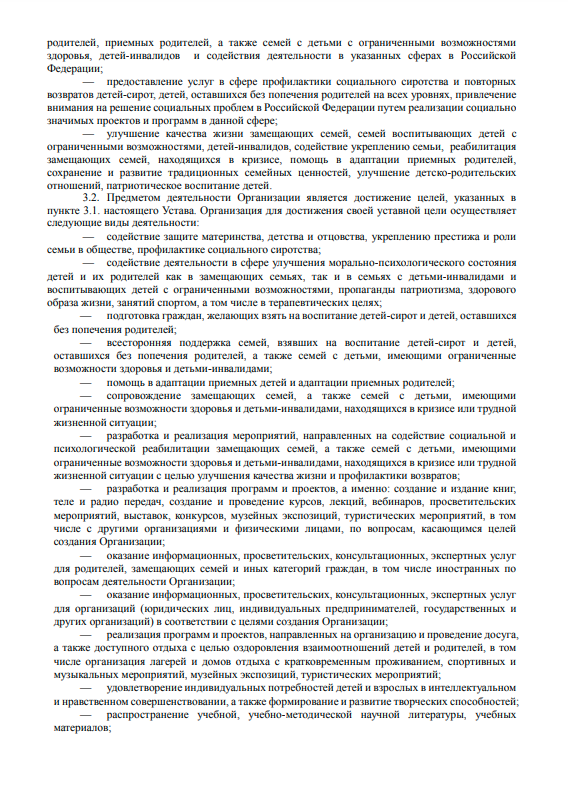 родителей, приемных родителей, а также семей с детьми с ограниченными возможностями
здоровья, детей-инвалидов и содействия деятельности в указанных сферах в Российской
Федерации;
— предоставление услуг в сфере профилактики социального сиротства и повторных
возвратов детей-сирот, детей, оставшихся без попечения родителей на всех уровнях, привлечение
внимания на решение социальных проблем в Российской Федерации путем реализации социально
значимых проектов и программ в данной сфере;
— улучшение качества жизни замещающих семей, семей воспитывающих детей с
ограниченными возможностями, детей-инвалидов, содействие укреплению семьи, реабилитация
замещающих семей, находящихся в кризисе, помощь в адаптации приемных родителей,
сохранение и развитие традиционных семейных ценностей, улучшение детско-родительских
отношений, патриотическое воспитание детей.
3.2. Предметом деятельности Организации является достижение целей, указанных в
пункте 3.1. настоящего Устава. Организация для достижения своей уставной цели осуществляет
следующие виды деятельности:
— содействие защите материнства, детства и отцовства, укреплению престижа и роли
семьи в обществе, профилактике социального сиротства;
— содействие деятельности в сфере улучшения морально-психологического состояния
детей и их родителей как в замещающих семьях, так и в семьях с детьми-инвалидами и
воспитывающих детей с ограниченными возможностями, пропаганды патриотизма, здорового
образа жизни, занятий спортом, а том числе в терапевтических целях;
— подготовка граждан, желающих взять на воспитание детей-сирот и детей, оставшихся
без попечения родителей;
— всесторонняя поддержка семей, взявших на воспитание детей-сирот и детей,
оставшихся без попечения родителей, а также семей с детьми, имеющими ограниченные
возможности здоровья и детьми-инвалидами;
— помощь в адаптации приемных детей и адаптации приемных родителей;
— сопровождение замещающих семей, а также семей с детьми, имеющими
ограниченные возможности здоровья и детьми-инвалидами, находящихся в кризисе или трудной
жизненной ситуации;
— разработка и реализация мероприятий, направленных на содействие социальной и
психологической реабилитации замещающих семей, а также семей с детьми, имеющими
ограниченные возможности здоровья и детьми-инвалидами, находящихся в кризисе или трудной
жизненной ситуации с целью улучшения качества жизни и профилактики возвратов;
— разработка и реализация программ и проектов, а именно: создание и издание книг,
теле и радио передач, создание и проведение курсов, лекций, вебинаров, просветительских
мероприятий, выставок, конкурсов, музейных экспозиций, туристических мероприятий, в том
числе с другими организациями и физическими лицами, по вопросам, касающимся целей
создания Организации;
— оказание информационных, просветительских, консультационных, экспертных услуг
для родителей, замещающих семей и иных категорий граждан, в том числе иностранных по
вопросам деятельности Организации;
— оказание информационных, просветительских, консультационных, экспертных услуг
для организаций (юридических лиц, индивидуальных предпринимателей, государственных и
других организаций) в соответствии с целями создания Организации;
— реализация программ и проектов, направленных на организацию и проведение досуга,
а также доступного отдыха с целью оздоровления взаимоотношений детей и родителей, в том
числе организация лагерей и домов отдыха с кратковременным проживанием, спортивных и
музыкальных мероприятий, музейных экспозиций, туристических мероприятий;
— удовлетворение индивидуальных потребностей детей и взрослых в интеллектуальном
и нравственном совершенствовании, а также формирование и развитие творческих способностей;
— распространение учебной, учебно-методической научной литературы, учебных
материалов;